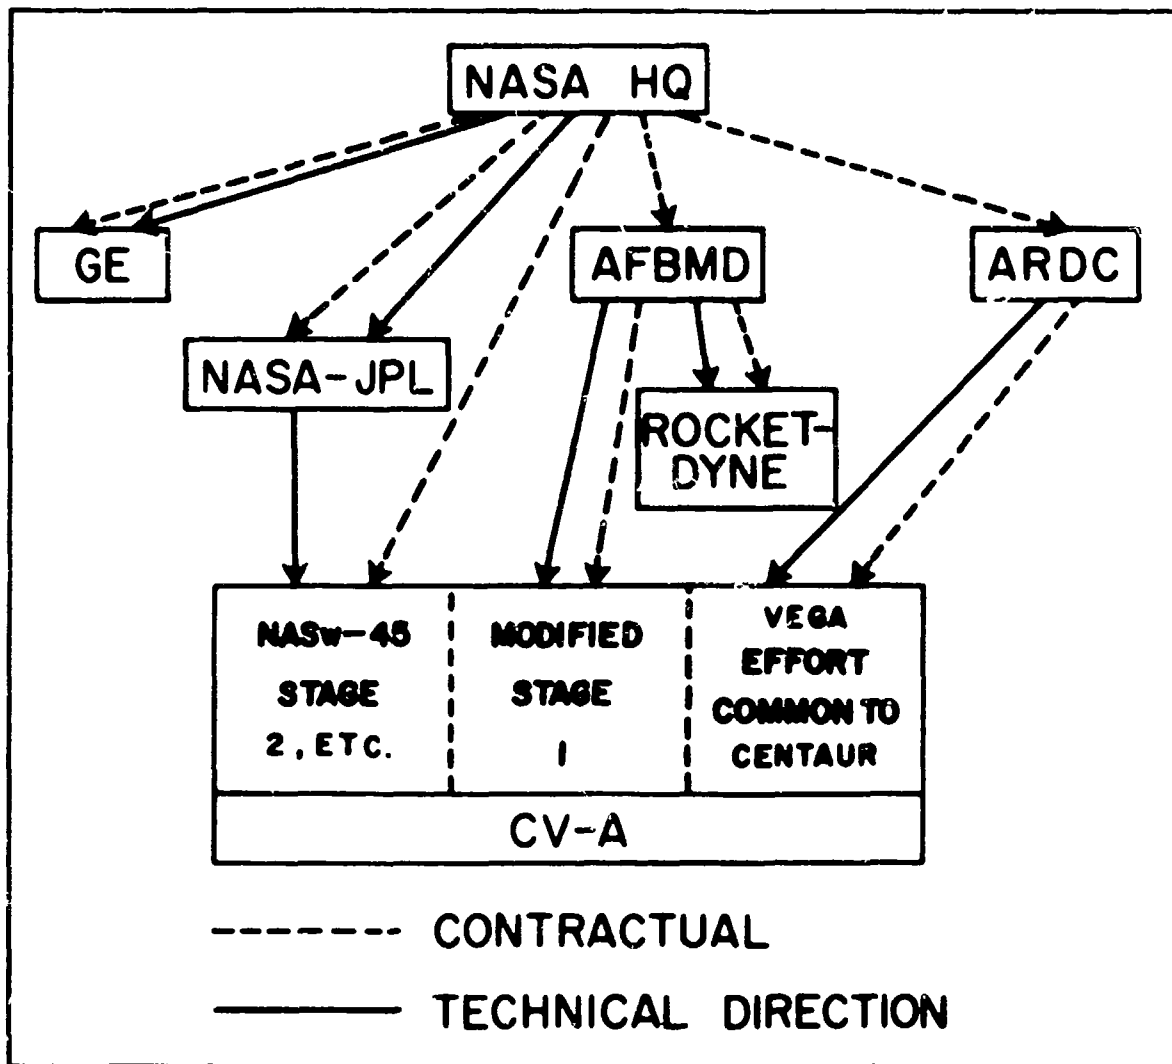 NASA HQ
GE
AFBMD
ARDC
NASA-JPL
ROCKET-
DYNE
NASw-45
STAGE
2, ETC.
MODIFIED
STAGE
1
VEGA
EFFORT
COMMON TO
CENTAUR
CV-A
CONTRACTUAL
TECHNICAL DIRECTION